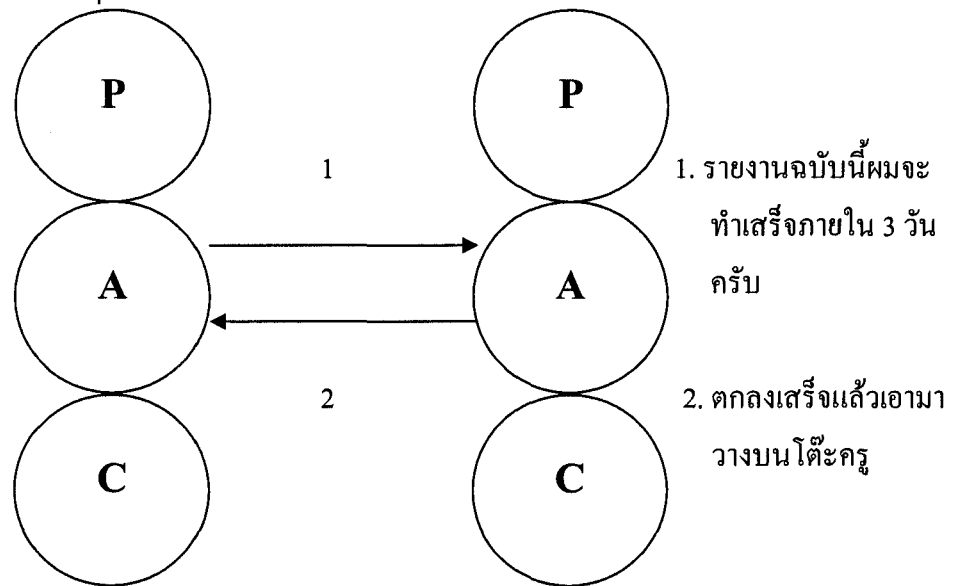 P
P
1
1. รายงานฉบับนี้ผมจะ
ทำเสร็จภายใน 3 วัน
ครับ
A
A
2
2. ตกลงเสร็จแล้วเอามา
วางบนโต๊ะครู
C
C